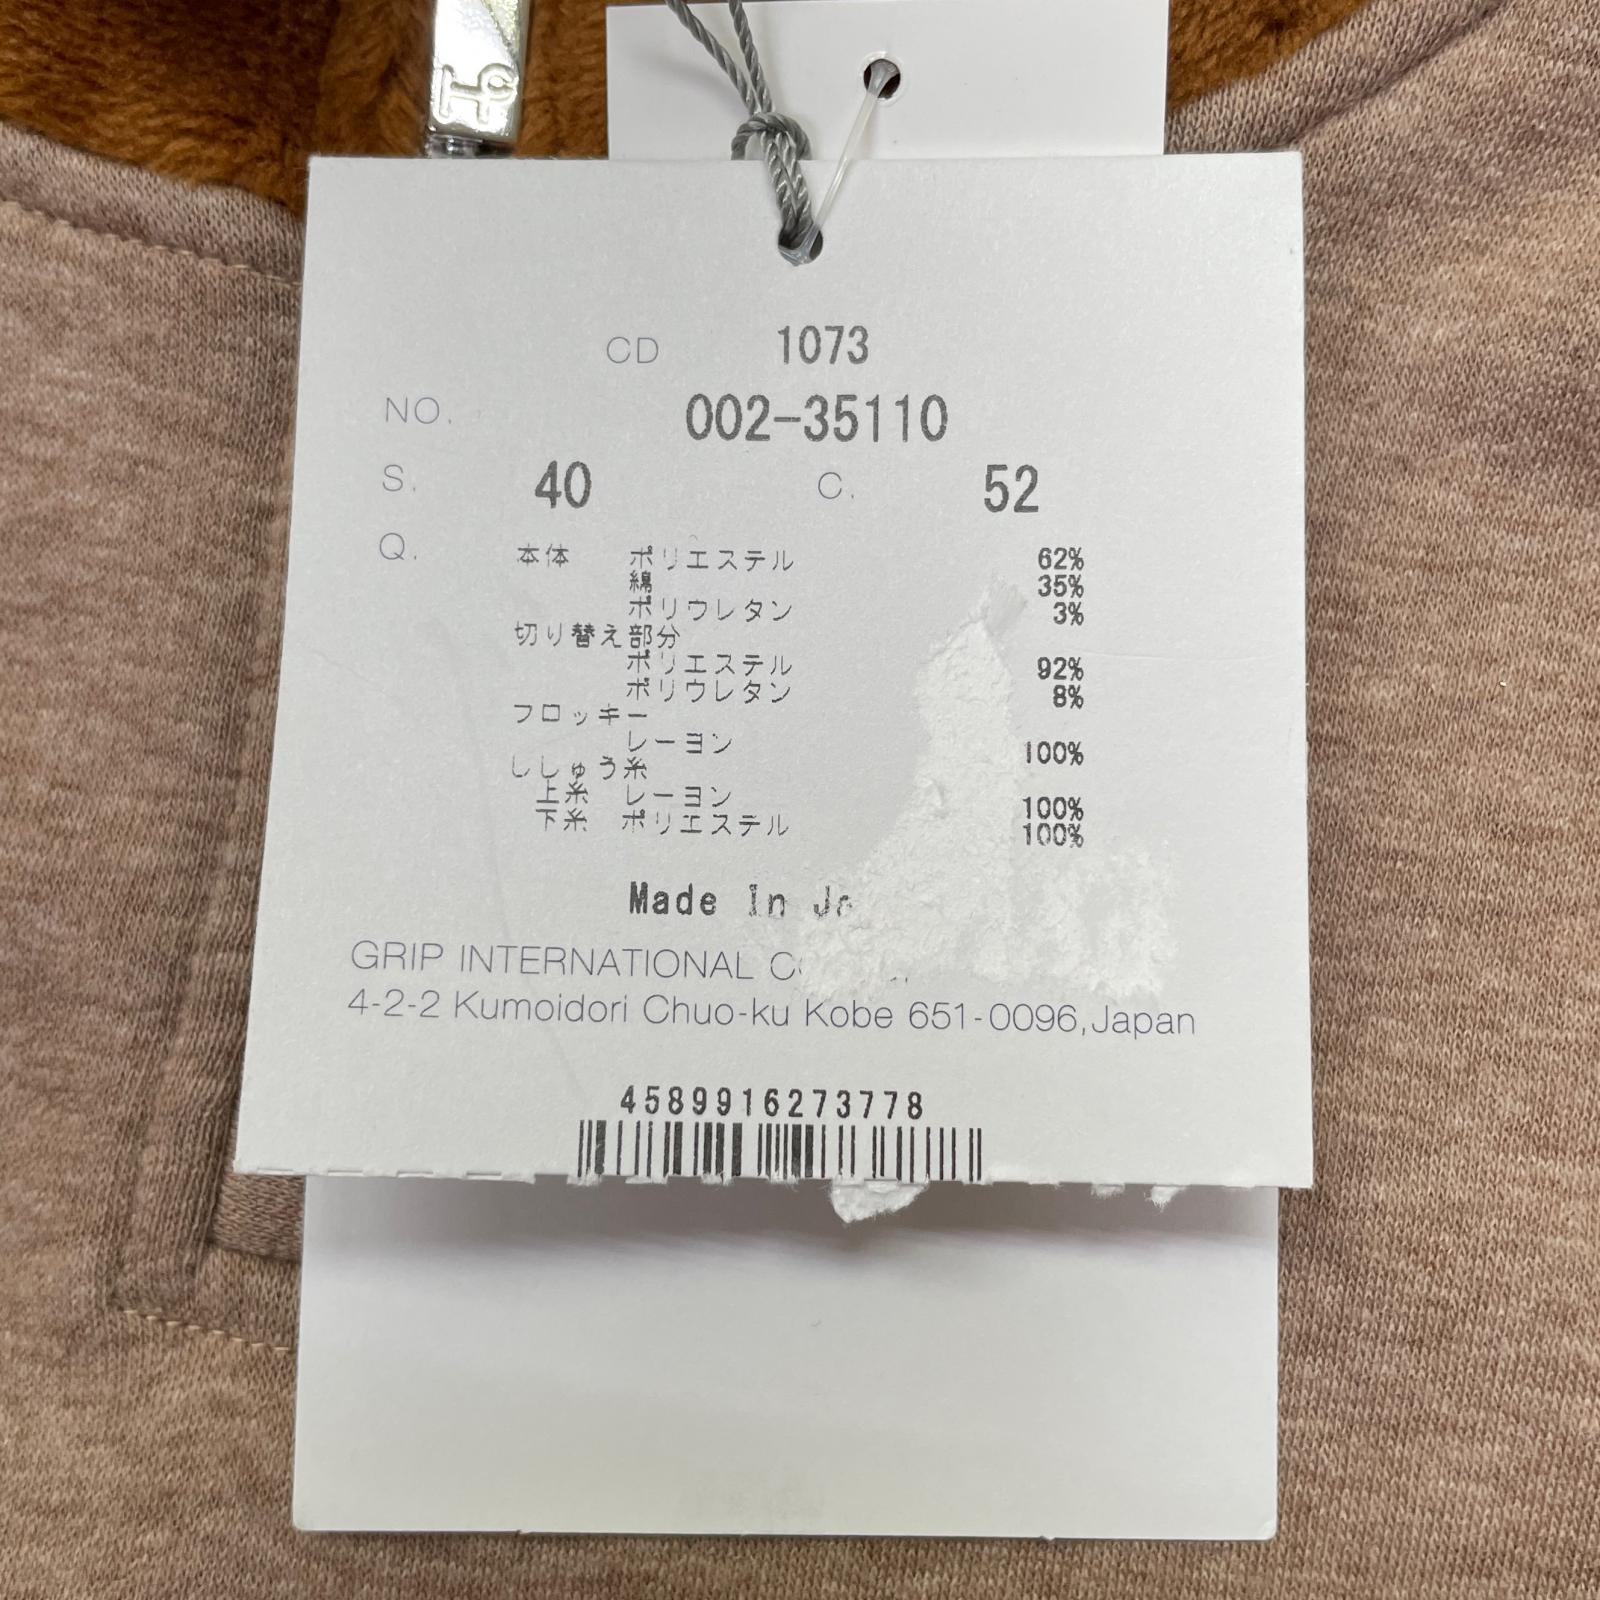 CD 1073
NO. 002-35110
S. 40 C. 52
Q. 本体 ポリエステル 62%
綿 35%
ポリウレタン 3%
切り替え部分
ポリエステル 92%
ポリウレタン 8%
フロッキー
レーヨン 100%
ししゅう糸
上糸 レーヨン 100%
下糸 ポリエステル 100%
Made In
GRIP INTERNATIONAL
4-2-2 Kumoidori Chuo-ku Kobe 651-0096,Japan
4589916273778